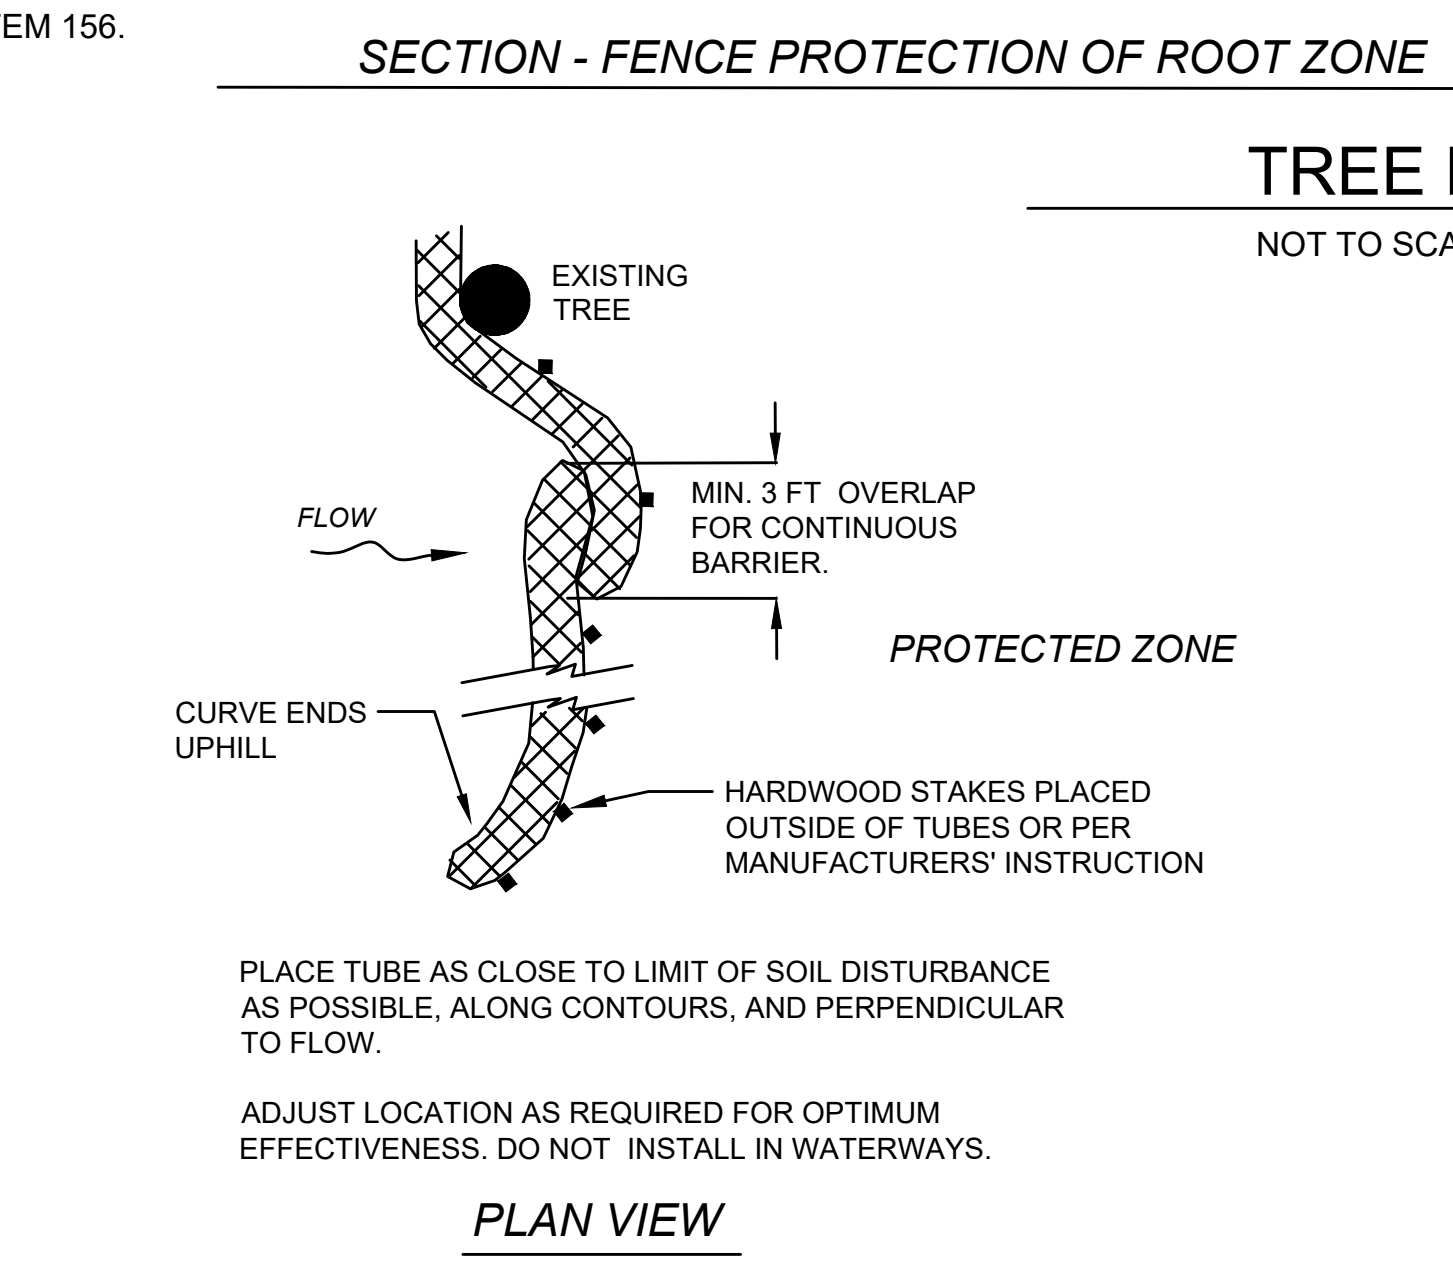 156.
SECTION - FENCE PROTECTION OF ROOT ZONE
TREE
NOT TO
EXISTING
TREE
FLOW
MIN. 3 FT OVERLAP
FOR CONTINUOUS
BARRIER.
PROTECTED ZONE
CURVE ENDS
UPHILL
HARDWOOD STAKES PLACED
OUTSIDE OF TUBES OR PER
MANUFACTURERS' INSTRUCTION
PLACE TUBE AS CLOSE TO LIMIT OF SOIL DISTURBANCE
AS POSSIBLE, ALONG CONTOURS, AND PERPENDICULAR
TO FLOW.
ADJUST LOCATION AS REQUIRED FOR OPTIMUM
EFFECTIVENESS. DO NOT INSTALL IN WATERWAYS.
PLAN VIEW